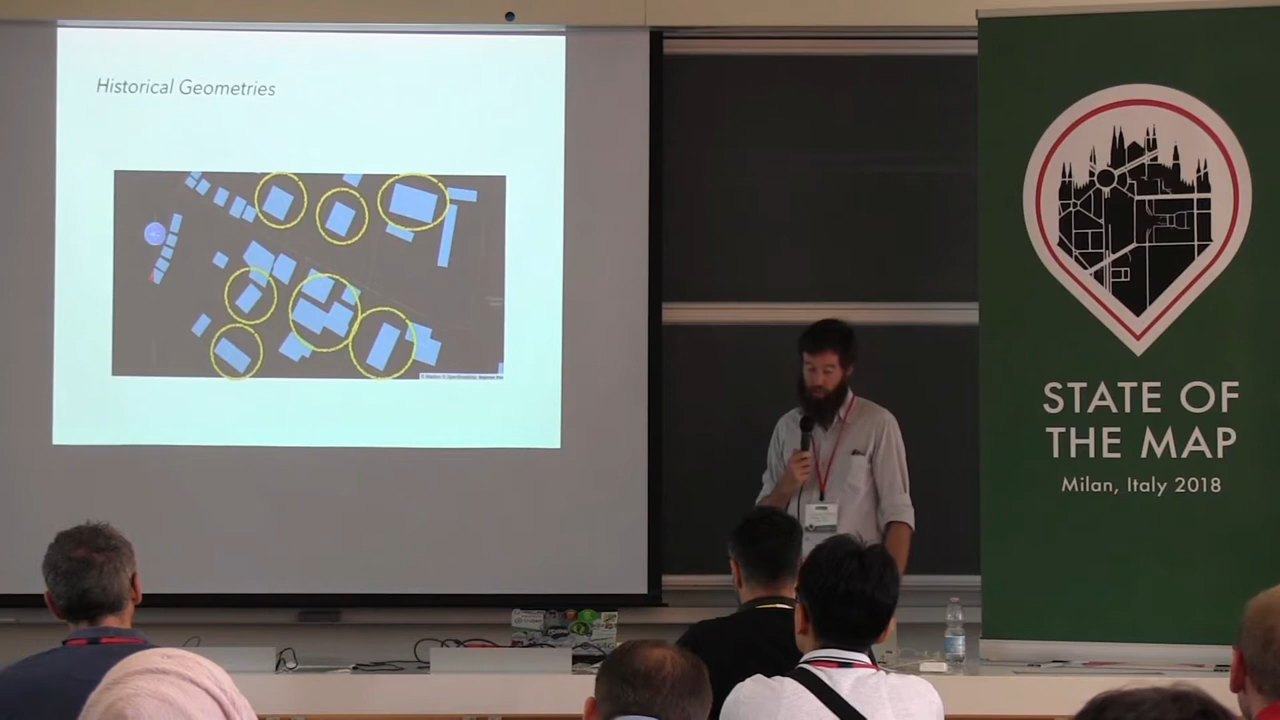 Historical Geometries
STATE OF
THE MAP
Milan, Italy 2018